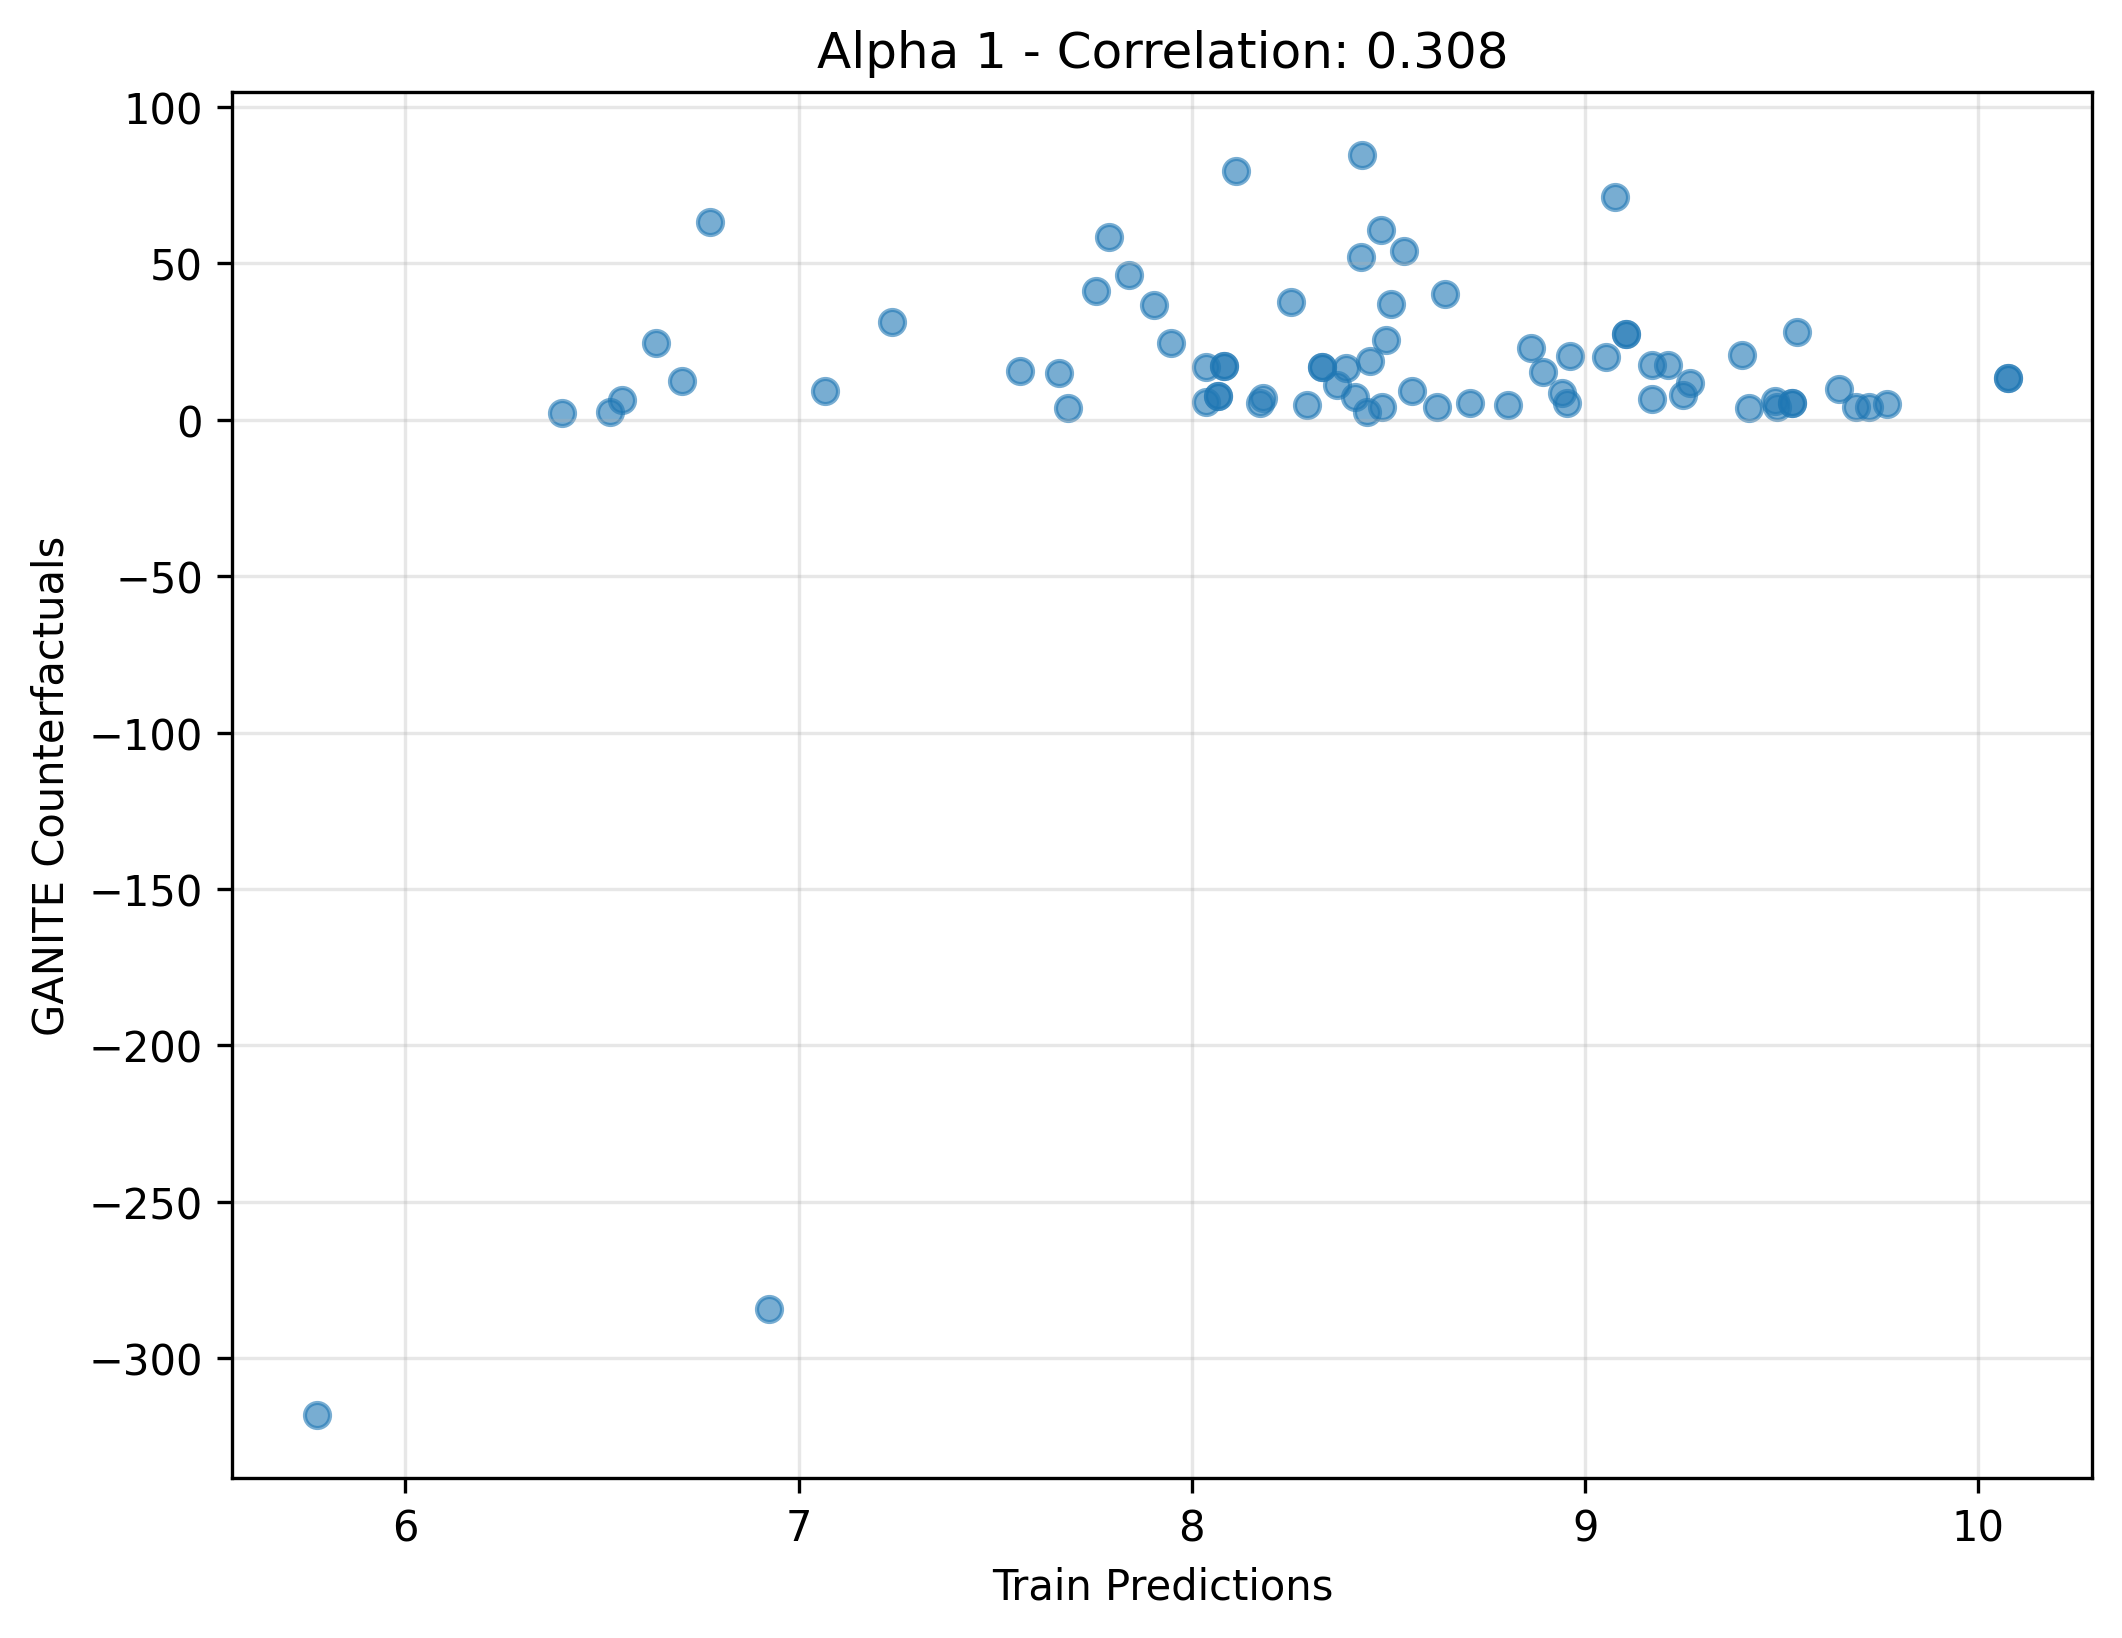 Alpha 1 - Correlation: 0.308
100
50
0
−50
−100
−150
−200
−250
−300
GANITE Counterfactuals
6 7 8 9 10
Train Predictions